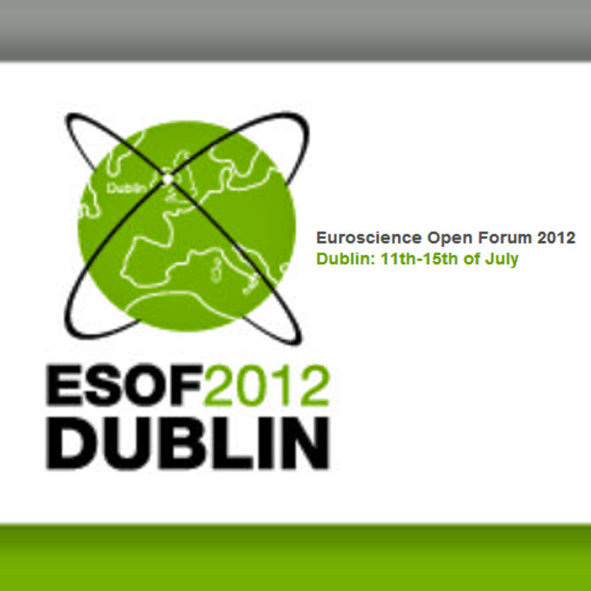 Dublin
Euroscience Open Forum 2012
Dublin: 11th-15th of July
ESOF2012
DUBLIN